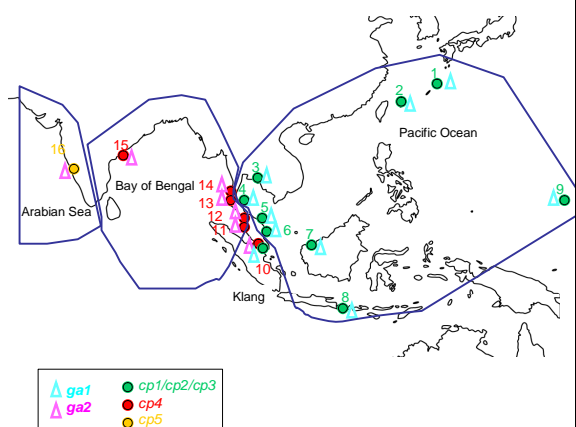 1
2
Pacific Ocean
15
16
3
Bay of Bengal
14
4
9
13
Arabian Sea
5
12
11
6
7
10
Klang
8
ga1
cp1/cp2/cp3
ga2
cp4
cp5